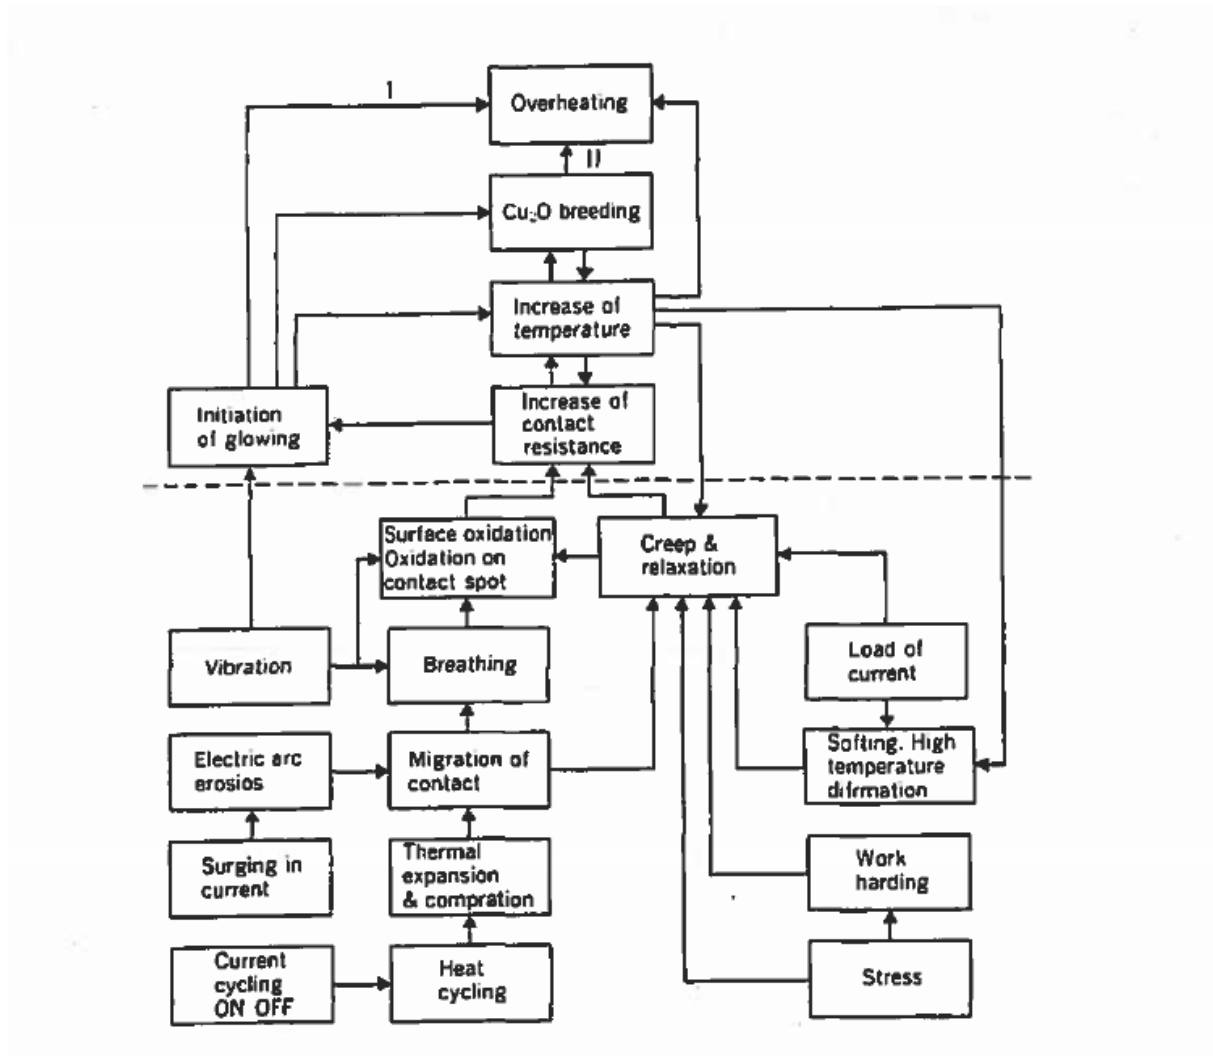 I
Overheating
II
Cu₂O breeding
Increase of
temperature
Initiation
of glowing
Increase of
contact
resistance
Surface oxidation
Oxidation on
contact spot
Creep &
relaxation
Vibration
Breathing
Load of
current
Electric arc
erosios
Migration of
contact
Softing. High
temperature
difrmation
Surging in
current
Thermal
expansion
& compration
Work
harding
Current
cycling
ON OFF
Heat
cycling
Stress